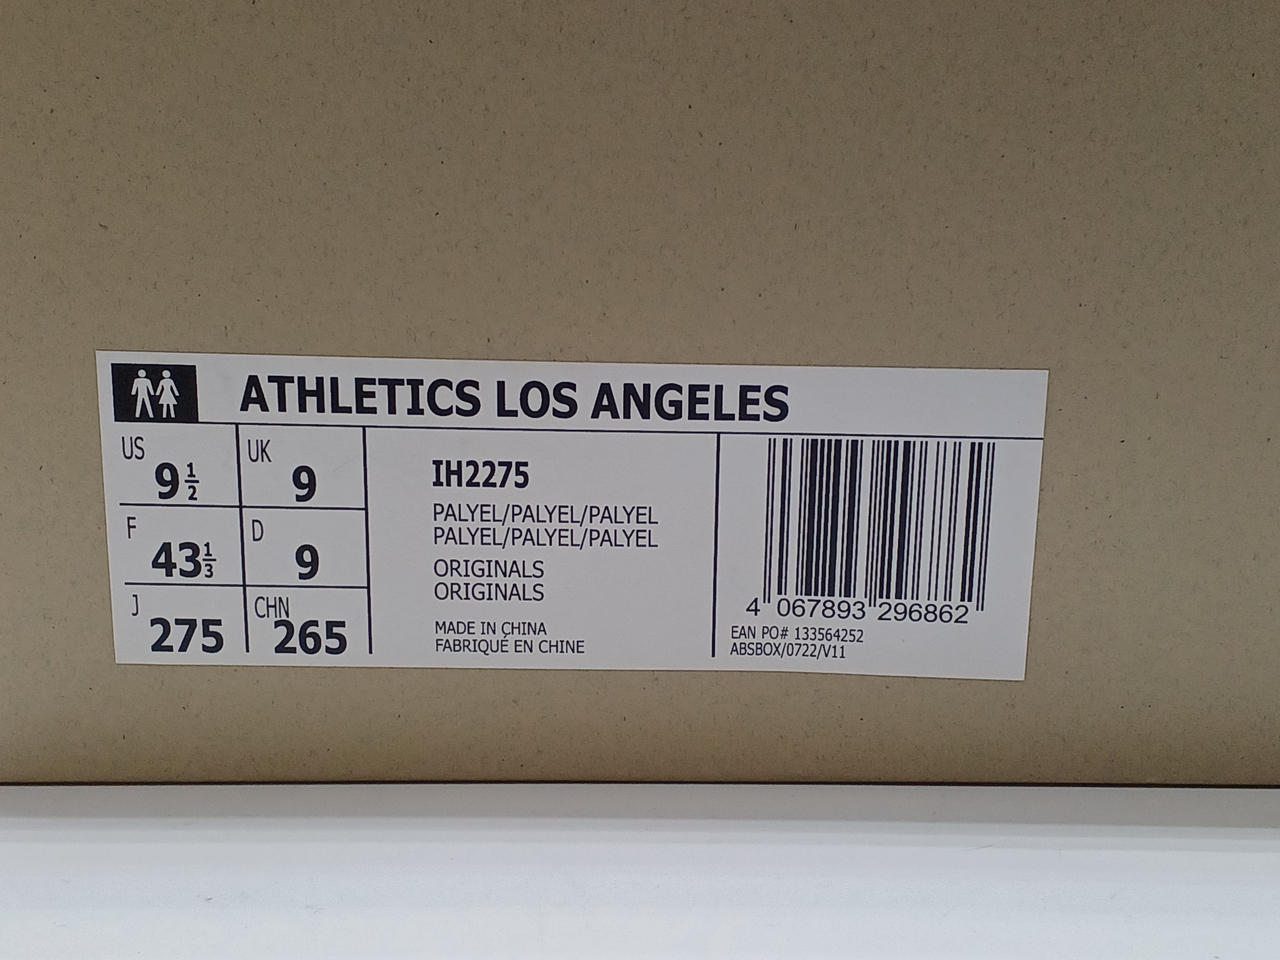 ATHLETICS LOS ANGELES
US 9 1/2
UK 9
F 43 1/3
D 9
J 275
CHN 265
IH2275
PALYEL/PALYEL/PALYEL
PALYEL/PALYEL/PALYEL
ORIGINALS
ORIGINALS
MADE IN CHINA
FABRIQUÉ EN CHINE
4 067893 296862
EAN PO# 133564252
ABSBOX/0722/V11